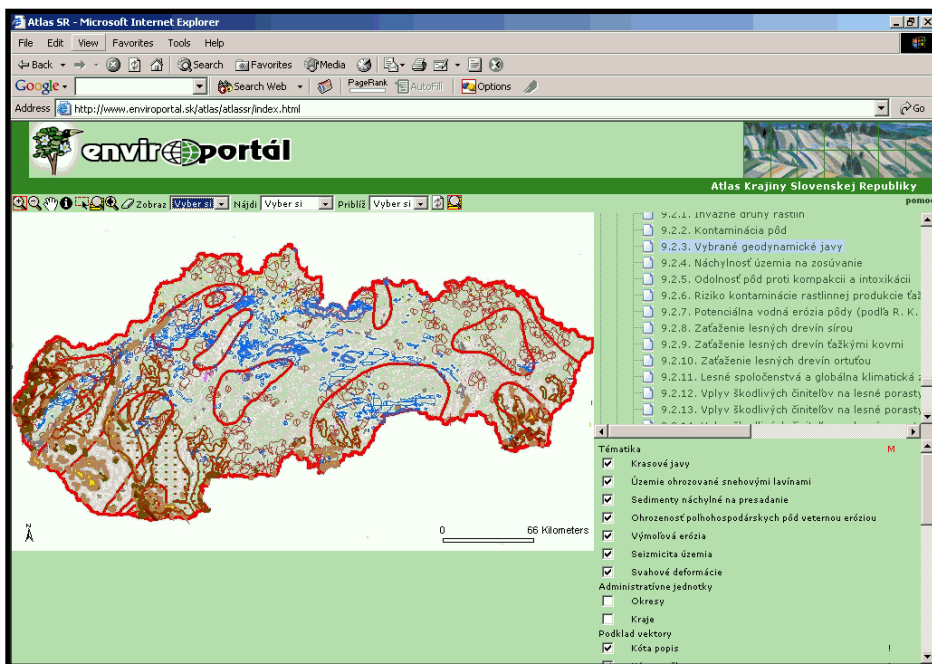 Atlas SR - Microsoft Internet Explorer
File Edit View Favorites Tools Help
Back Search Favorites Media
Google Search Web PageRank AutoFill Options
Address http://www.enviroportal.sk/atlas/atlassr/index.html Go
enviroportál
Atlas Krajiny Slovenskej Republiky
Zobraz Vyber si Nájdi Vyber si Priblíž Vyber si
9.2.1. Invázne druhy rastlín
9.2.2. Kontaminácia pôd
9.2.3. Vybrané geodynamické javy
9.2.4. Náchylnosť územia na zosúvanie
9.2.5. Odolnosť pôd proti kompakcii a intoxikácii
9.2.6. Riziko kontaminácie rastlinnej produkcie ťaž
9.2.7. Potenciálna vodná erózia pôdy (podľa R. K.
9.2.8. Zaťaženie lesných drevín sírou
9.2.9. Zaťaženie lesných drevín ťažkými kovmi
9.2.10. Zaťaženie lesných drevín ortuťou
9.2.11. Lesné spoločenstvá a globálna klimatická
9.2.12. Vplyv škodlivých činiteľov na lesné porasty
9.2.13. Vplyv škodlivých činiteľov na lesné porasty
N
0 66 Kilometers
Tématika M
Krasové javy
Územie ohrozované snehovými lavínami
Sedimenty náchylné na presadanie
Ohrozenosť poľnohospodárskych pôd veternou eróziou
Výmoľová erózia
Seizmicita územia
Svahové deformácie
Administratívne jednotky
Okresy
Kraje
Podklad vektory
Kóta popis !